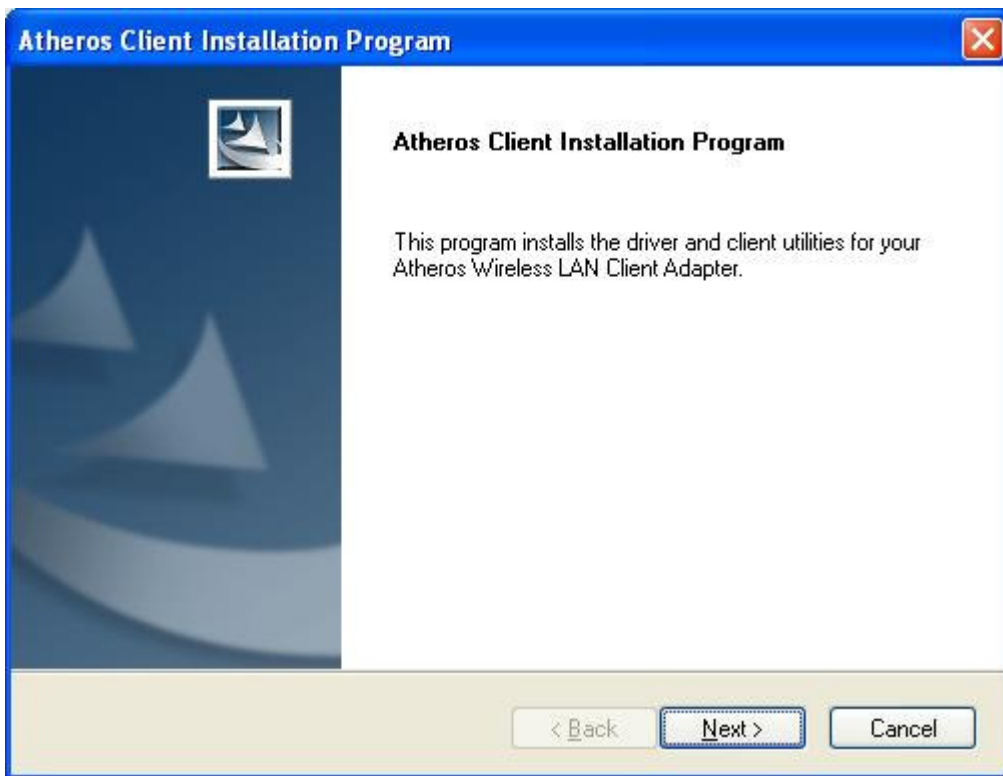 Atheros Client Installation Program
Atheros Client Installation Program
This program installs the driver and client utilities for your
Atheros Wireless LAN Client Adapter.
< Back
Next >
Cancel